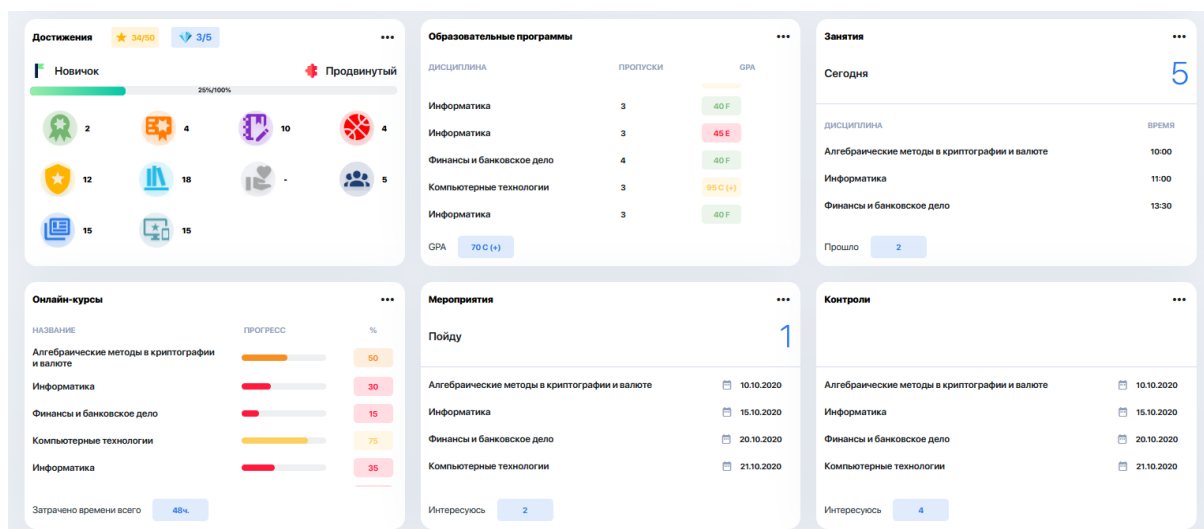 Достижения 34/50 3/5
Новичок Продвинутый
25%/100%
2 4 10 4
12 18 - 5
15 15
Образовательные программы
ДИСЦИПЛИНА ПРОПУСКИ GPA
Информатика 3 40 F
Информатика 3 45 E
Финансы и банковское дело 4 40 F
Компьютерные технологии 3 95 C (+)
Информатика 3 40 F
GPA 70 C (+)
Занятия
Сегодня 5
ДИСЦИПЛИНА ВРЕМЯ
Алгебраические методы в криптографии и валюте 10:00
Информатика 11:00
Финансы и банковское дело 13:30
Прошло 2
Онлайн-курсы
НАЗВАНИЕ ПРОГРЕСС %
Алгебраические методы в криптографии
и валюте 50
Информатика 30
Финансы и банковское дело 15
Компьютерные технологии 75
Информатика 35
Затрачено времени всего 48ч.
Мероприятия
Пойду 1
Алгебраические методы в криптографии и валюте 10.10.2020
Информатика 15.10.2020
Финансы и банковское дело 20.10.2020
Компьютерные технологии 21.10.2020
Интересуюсь 2
Контроли
Алгебраические методы в криптографии и валюте 10.10.2020
Информатика 15.10.2020
Финансы и банковское дело 20.10.2020
Компьютерные технологии 21.10.2020
Интересуюсь 4